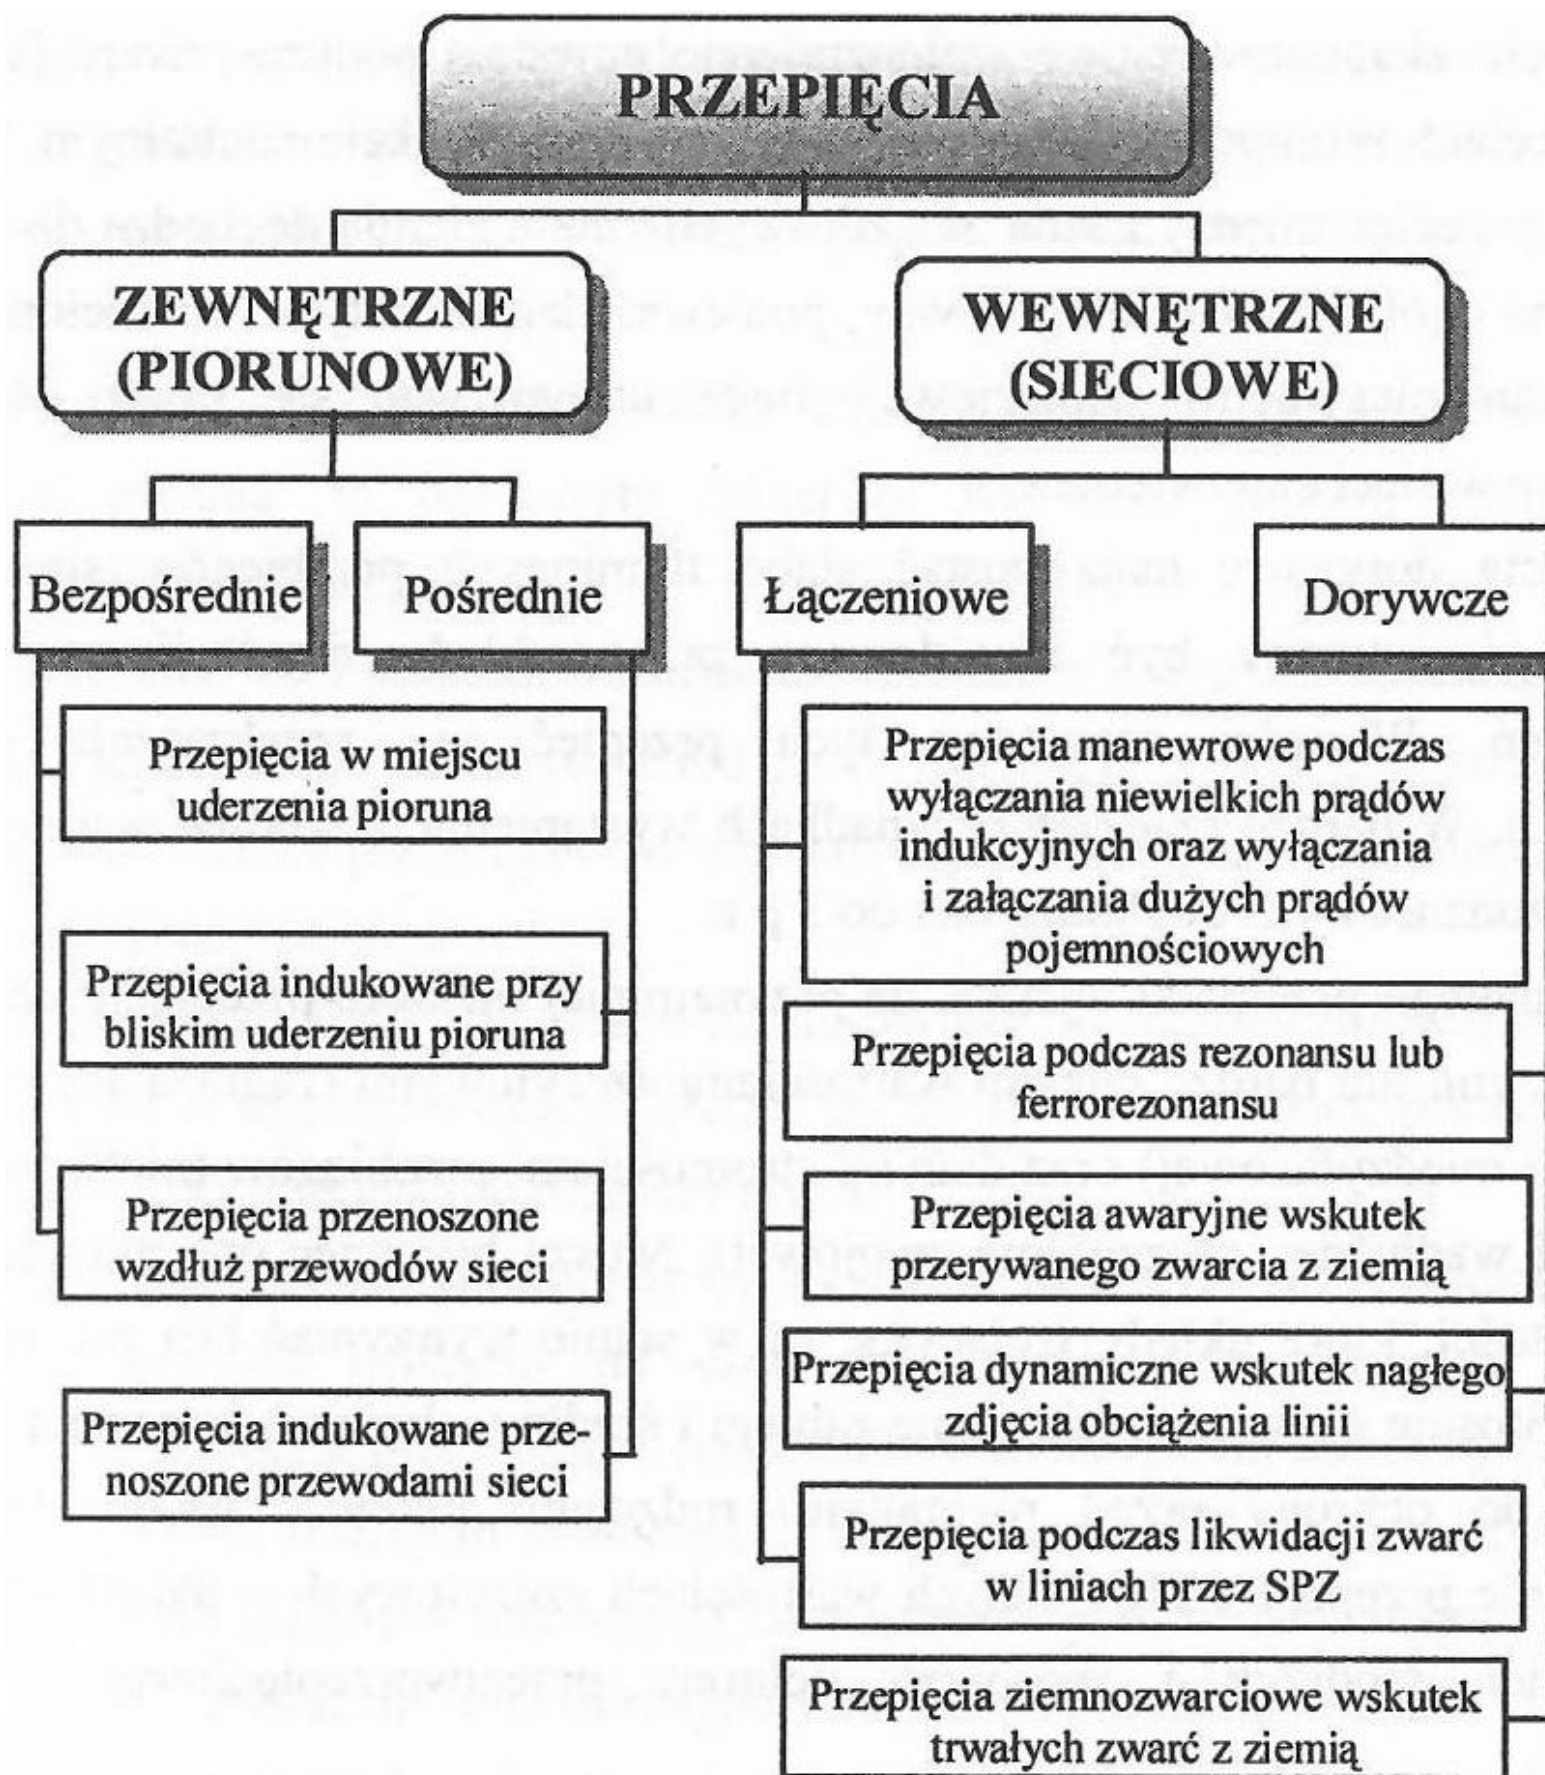 PRZEPIĘCIA
ZEWNĘTRZNE
(PIORUNOWE)
WEWNĘTRZNE
(SIECIOWE)
Bezpośrednie
Pośrednie
Łączeniowe
Dorywcze
Przepięcia w miejscu
uderzenia pioruna
Przepięcia indukowane przy
bliskim uderzeniu pioruna
Przepięcia przenoszone
wzdłuż przewodów sieci
Przepięcia indukowane prze-
noszone przewodami sieci
Przepięcia manewrowe podczas
wyłączania niewielkich prądów
indukcyjnych oraz wyłączania
i załączania dużych prądów
pojemnościowych
Przepięcia podczas rezonansu lub
ferrorezonansu
Przepięcia awaryjne wskutek
przerywanego zwarcia z ziemią
Przepięcia dynamiczne wskutek nagłego
zdjęcia obciążenia linii
Przepięcia podczas likwidacji zwarć
w liniach przez SPZ
Przepięcia ziemnozwarciowe wskutek
trwałych zwarć z ziemią